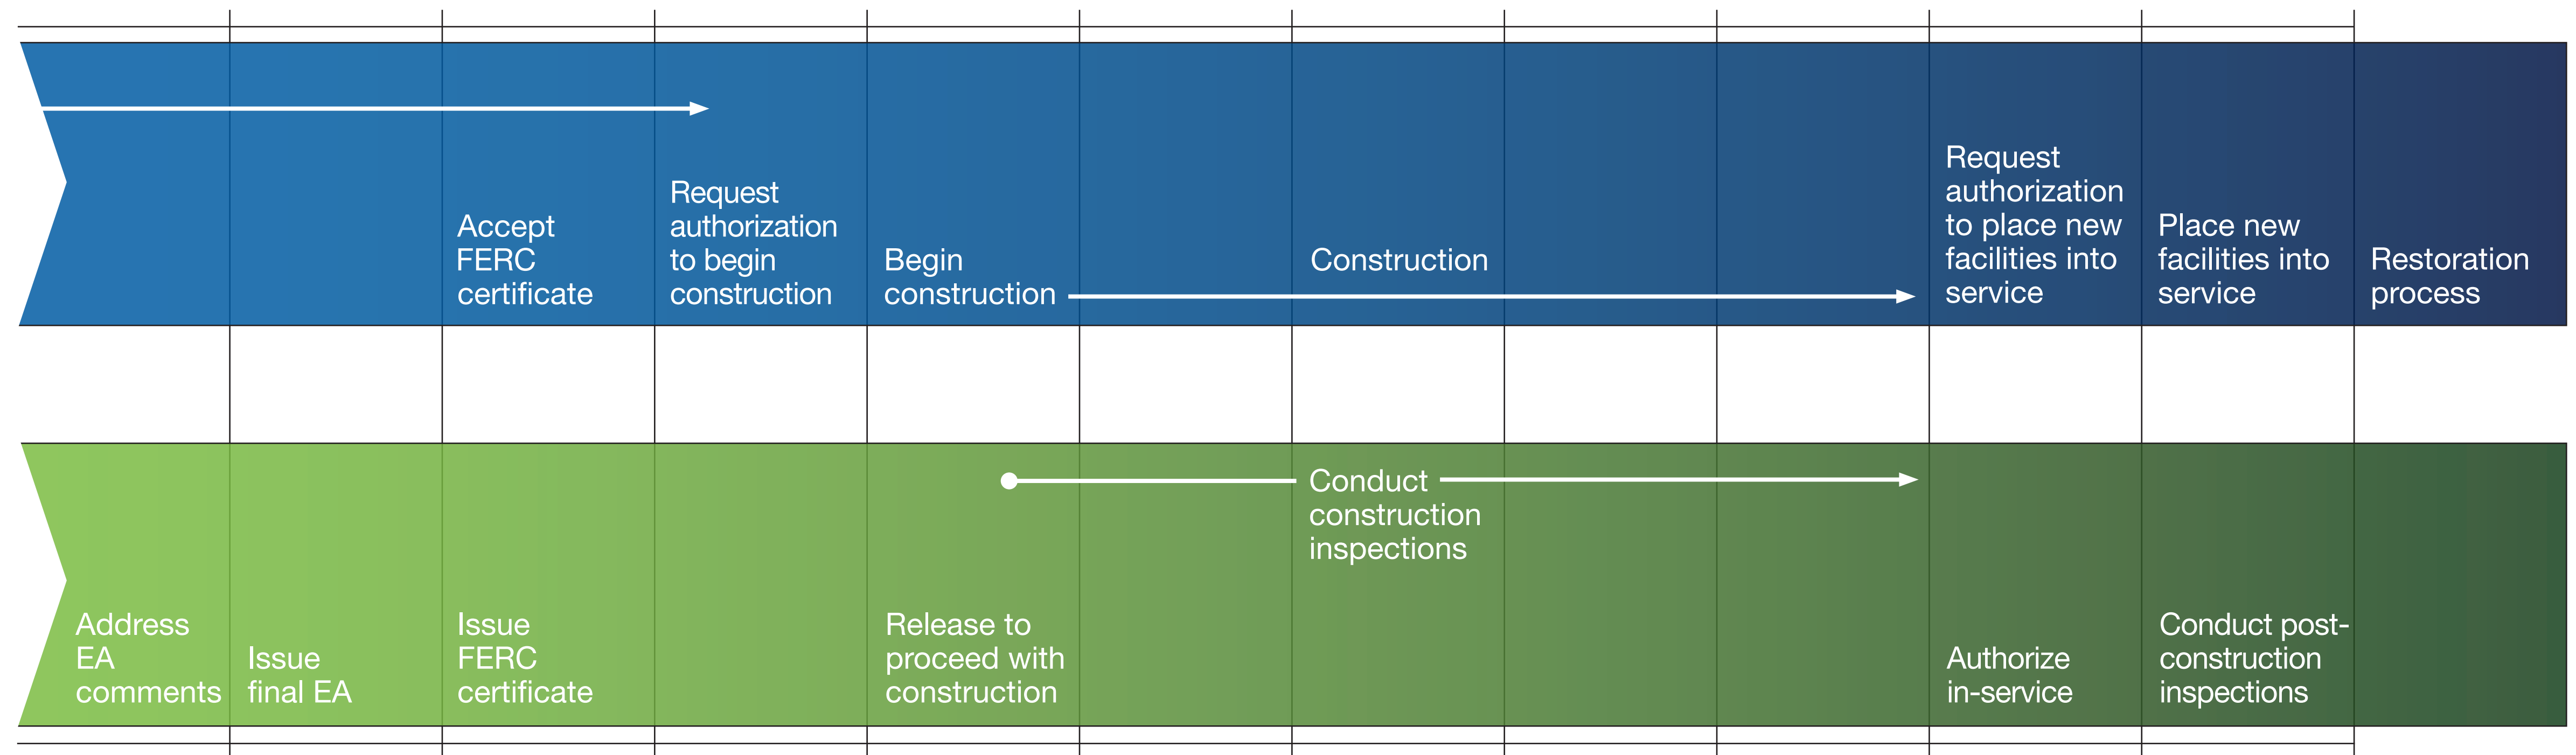 Accept
FERC
certificate
Request
authorization
to begin
construction
Begin
construction
Construction
Request
authorization
to place new
facilities into
service
Place new
facilities into
service
Restoration
process
Address
EA
comments
Issue
final EA
Issue
FERC
certificate
Release to
proceed with
construction
Conduct
construction
inspections
Authorize
in-service
Conduct post-
construction
inspections